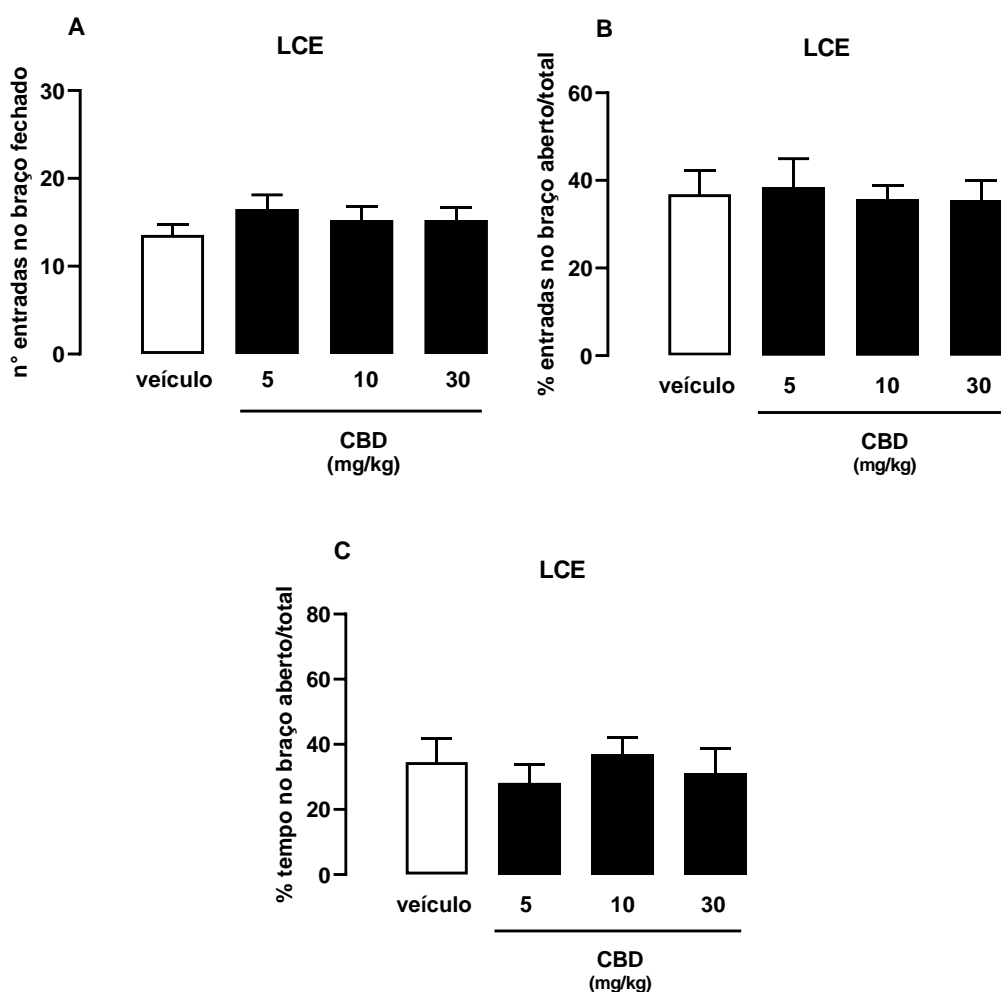 A
LCE
n° entradas no braço fechado
30
20
10
0
veículo 5 10 30
CBD
(mg/kg)
B
LCE
% entradas no braço aberto/total
60
40
20
0
veículo 5 10 30
CBD
(mg/kg)
C
LCE
% tempo no braço aberto/total
80
60
40
20
0
veículo 5 10 30
CBD
(mg/kg)